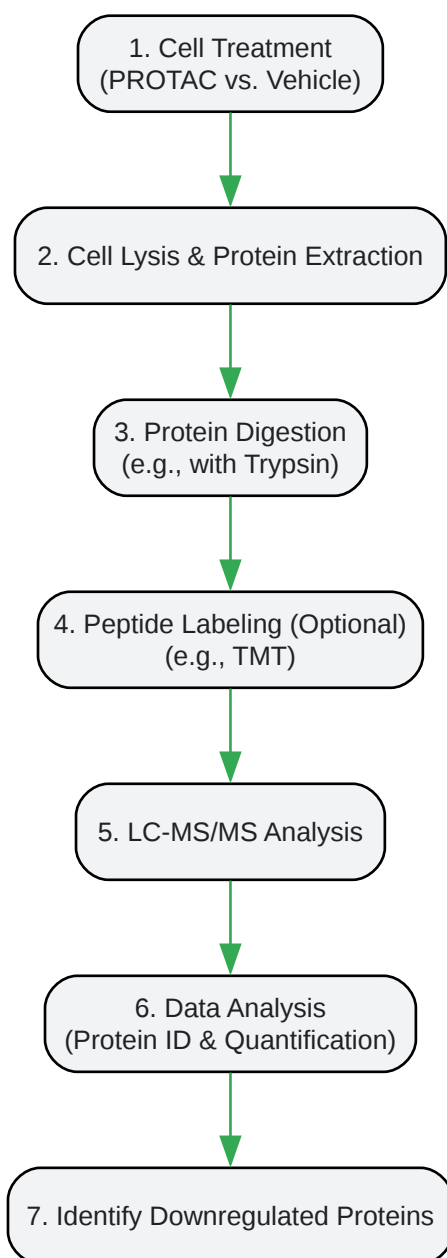 1. Cell Treatment
(PROTAC vs. Vehicle)
2. Cell Lysis & Protein Extraction
3. Protein Digestion
(e.g., with Trypsin)
4. Peptide Labeling (Optional)
(e.g., TMT)
5. LC-MS/MS Analysis
6. Data Analysis
(Protein ID & Quantification)
7. Identify Downregulated Proteins